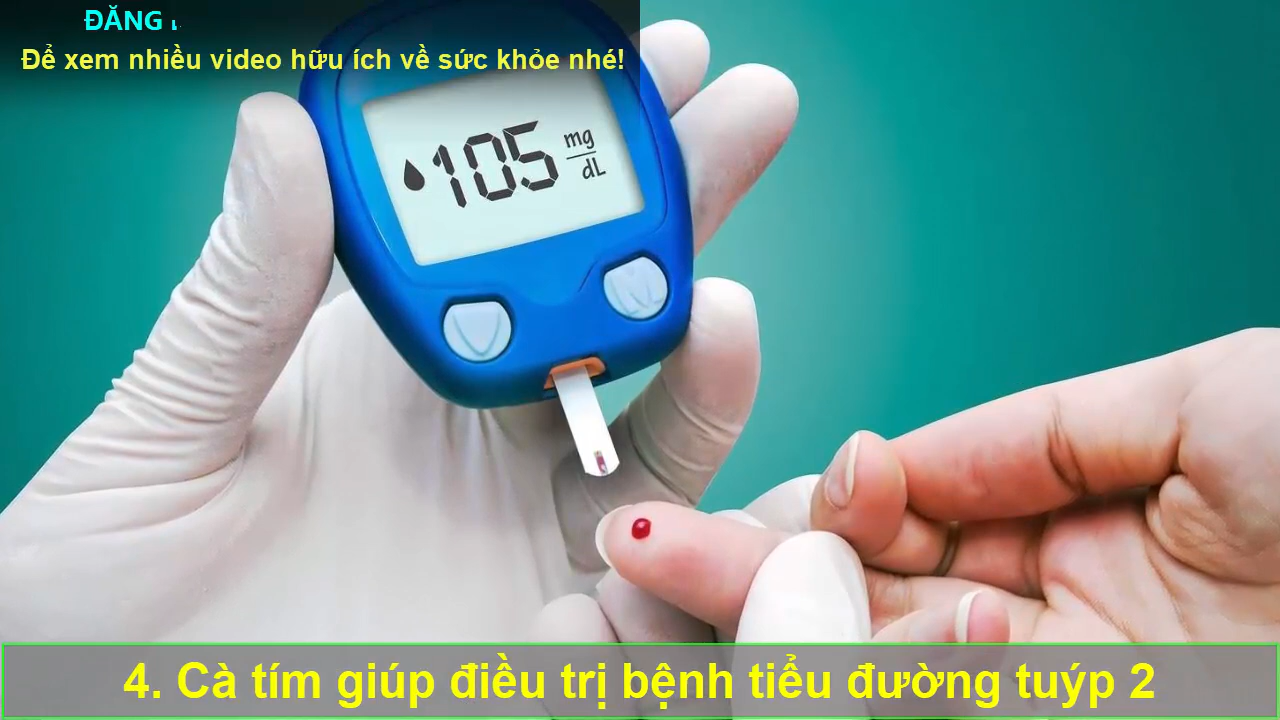 ĐĂNG
Để xem nhiều video hữu ích về sức khỏe nhé!
105 mg/dL
4. Cà tím giúp điều trị bệnh tiểu đường tuýp 2